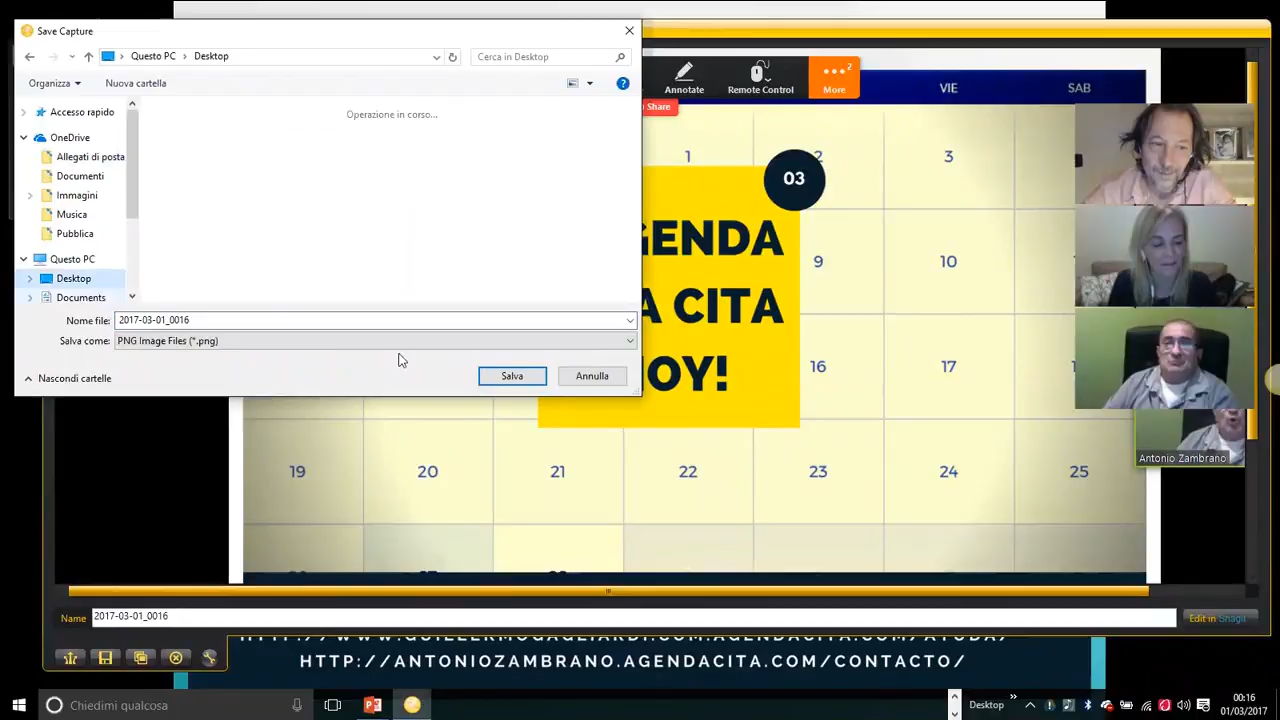 Save Capture
Questo PC
Desktop
Cerca in Desktop
Organizza
Nuova cartella
Accesso rapido
OneDrive
Allegati di posta
Documenti
Immagini
Musica
Pubblica
Questo PC
Desktop
Documents
Operazione in corso...
Nome file:
2017-03-01_0016
Salva come:
PNG Image Files (*.png)
Nascondi cartelle
Salva
Annulla
Annotate
Remote Control
2
More
Share
VIE
SAB
1
2
3
03
GENDA
A CITA
HOY!
9
10
16
17
19
20
21
22
23
24
25
Antonio Zambrano
Name
2017-03-01_0016
Edit in Snagit
HTTP://ANTONIOZAMBRANO.AGENDACITA.COM/CONTACTO/
Chiedimi qualcosa
Desktop
00:16
01/03/2017